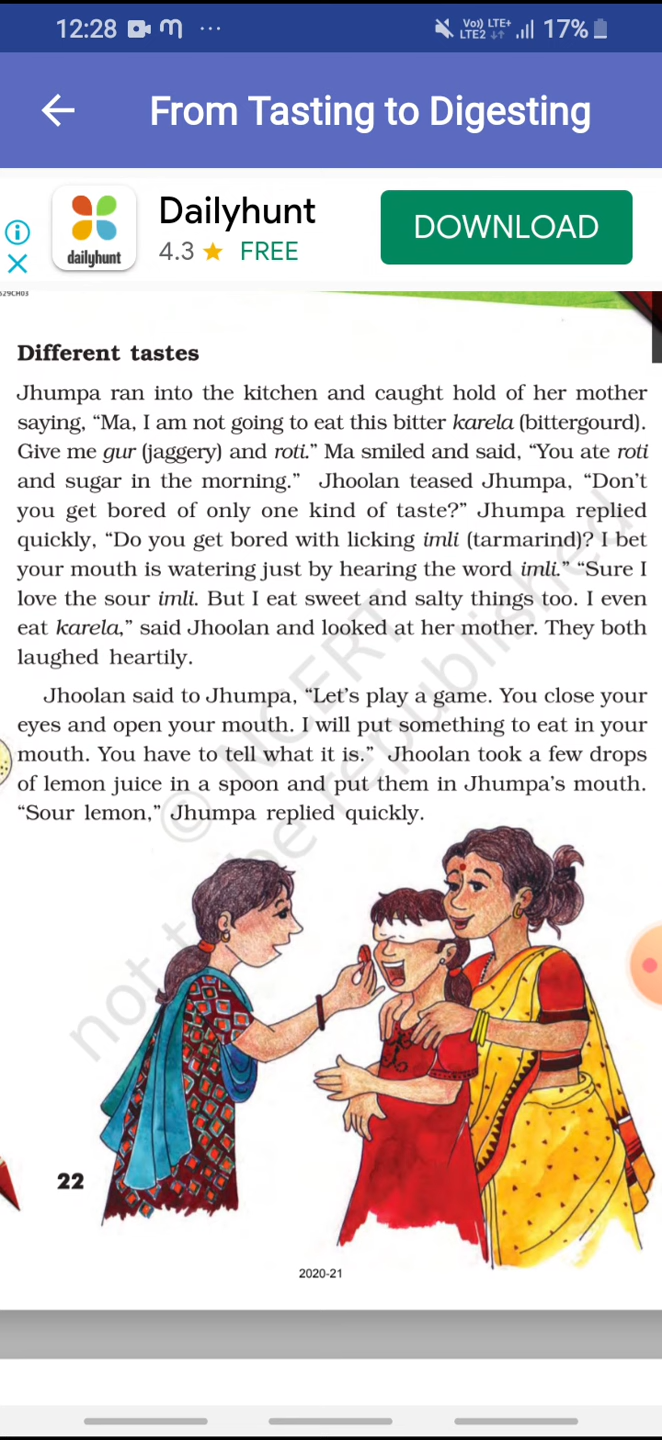 12:28 m ...
Vo)) LTE+
LTE2 17%
From Tasting to Digesting
Dailyhunt
4.3 FREE
DOWNLOAD
dailyhunt
529CH03
Different tastes
Jhumpa ran into the kitchen and caught hold of her mother
saying, “Ma, I am not going to eat this bitter karela (bittergourd).
Give me gur (jaggery) and roti.” Ma smiled and said, “You ate roti
and sugar in the morning.” Jhoolan teased Jhumpa, “Don’t
you get bored of only one kind of taste?” Jhumpa replied
quickly, “Do you get bored with licking imli (tarmarind)? I bet
your mouth is watering just by hearing the word imli.” “Sure I
love the sour imli. But I eat sweet and salty things too. I even
eat karela,” said Jhoolan and looked at her mother. They both
laughed heartily.
Jhoolan said to Jhumpa, “Let’s play a game. You close your
eyes and open your mouth. I will put something to eat in your
mouth. You have to tell what it is.” Jhoolan took a few drops
of lemon juice in a spoon and put them in Jhumpa’s mouth.
“Sour lemon,” Jhumpa replied quickly.
© NCERT
not to be republished
22
2020-21